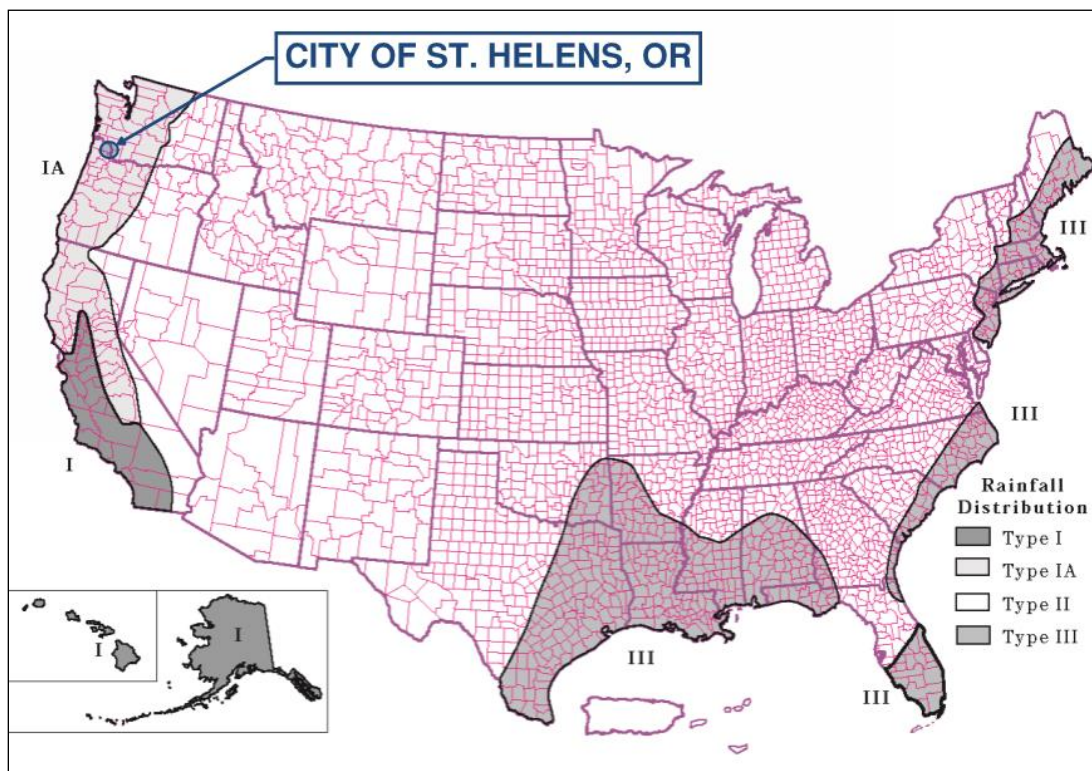 CITY OF ST. HELENS, OR
IA
III
III
I
Rainfall
Distribution
Type I
Type IA
Type II
Type III
I
I
III
III